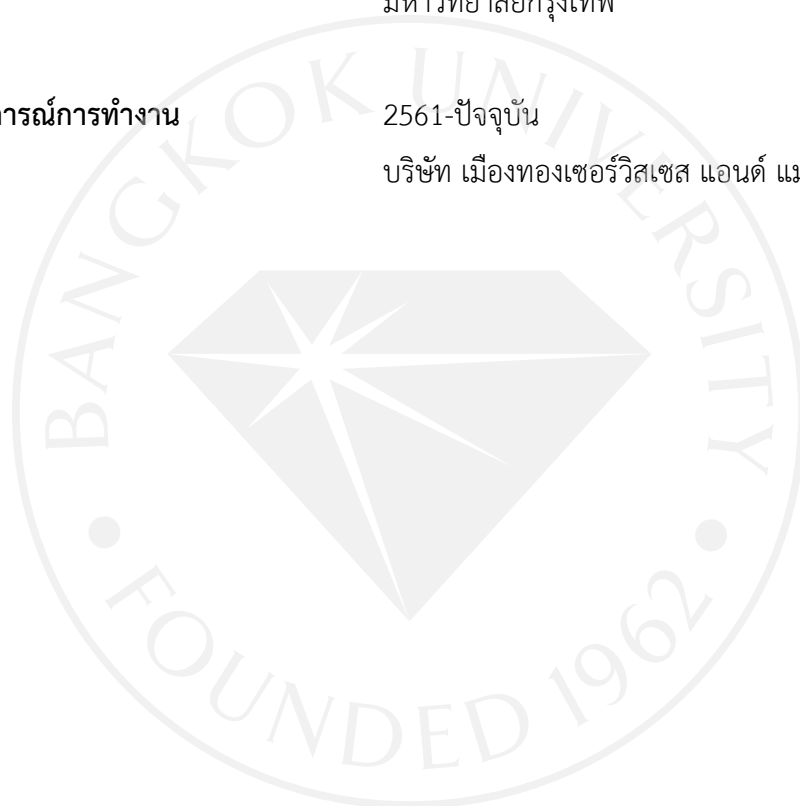 มหาวิทยาลัยกรุงเทพ
การณ์การทำงาน 2561-ปัจจุบัน
บริษัท เมืองทองเซอร์วิสเซส แอนด์
BANGKOK UNIVERSITY
FOUNDED 1962